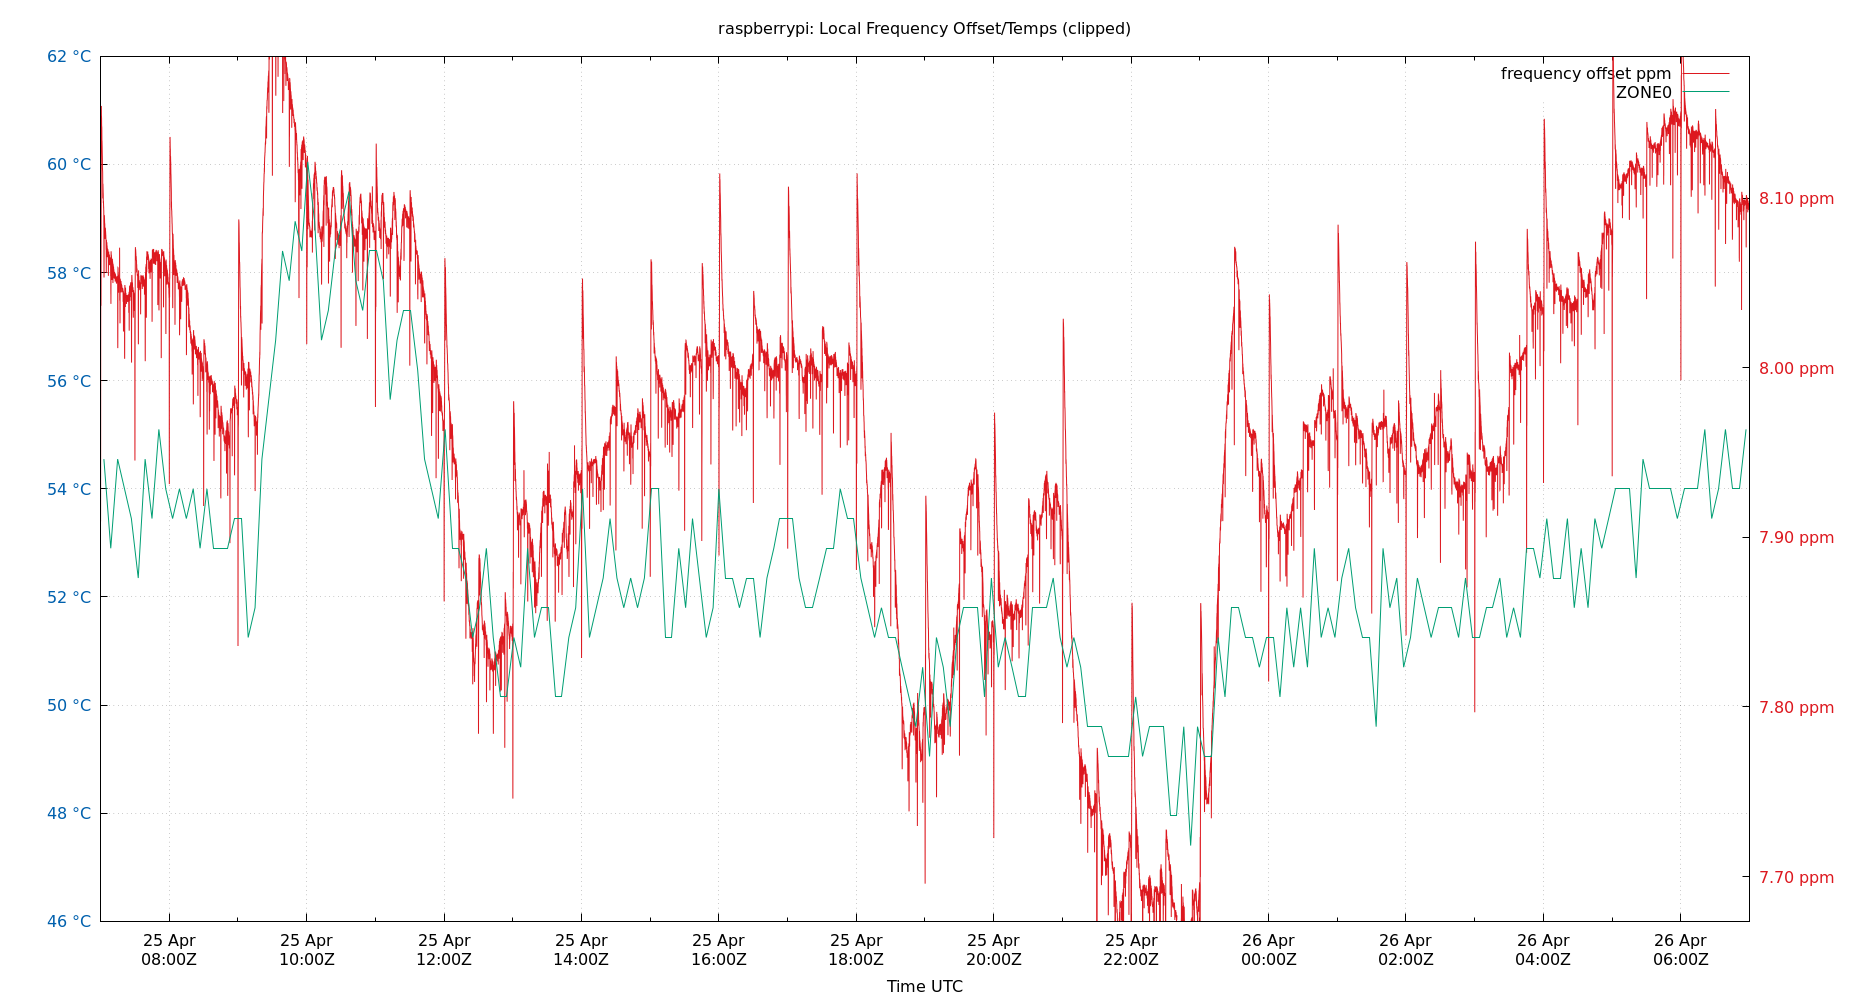 raspberrypi: Local Frequency Offset/Temps (clipped)
62 °C
60 °C
58 °C
56 °C
54 °C
52 °C
50 °C
48 °C
46 °C
frequency offset ppm
ZONE0
8.10 ppm
8.00 ppm
7.90 ppm
7.80 ppm
7.70 ppm
25 Apr
08:00Z
25 Apr
10:00Z
25 Apr
12:00Z
25 Apr
14:00Z
25 Apr
16:00Z
25 Apr
18:00Z
25 Apr
20:00Z
25 Apr
22:00Z
26 Apr
00:00Z
26 Apr
02:00Z
26 Apr
04:00Z
26 Apr
06:00Z
Time UTC